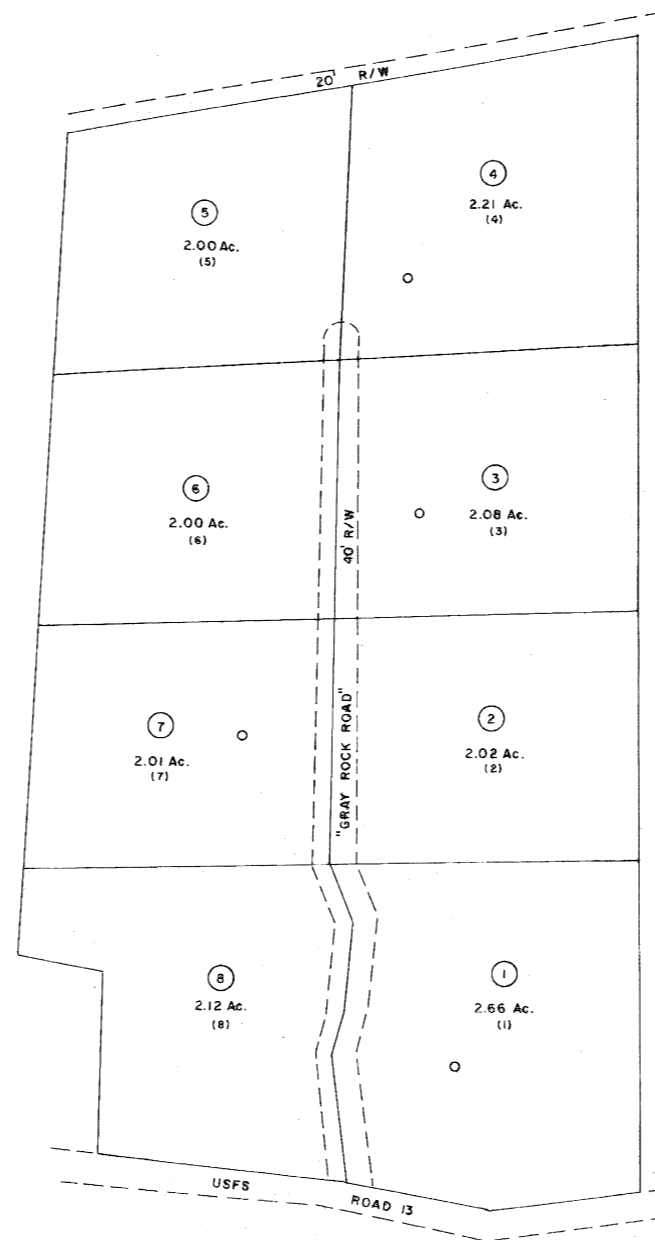 20' R/W
5
2.00 Ac.
(5)
4
2.21 Ac.
(4)
6
2.00 Ac.
(6)
3
2.08 Ac.
(3)
40' R/W
7
2.01 Ac.
(7)
"GRAY ROCK ROAD"
2
2.02 Ac.
(2)
8
2.12 Ac.
(8)
1
2.66 Ac.
(1)
USFS ROAD 13